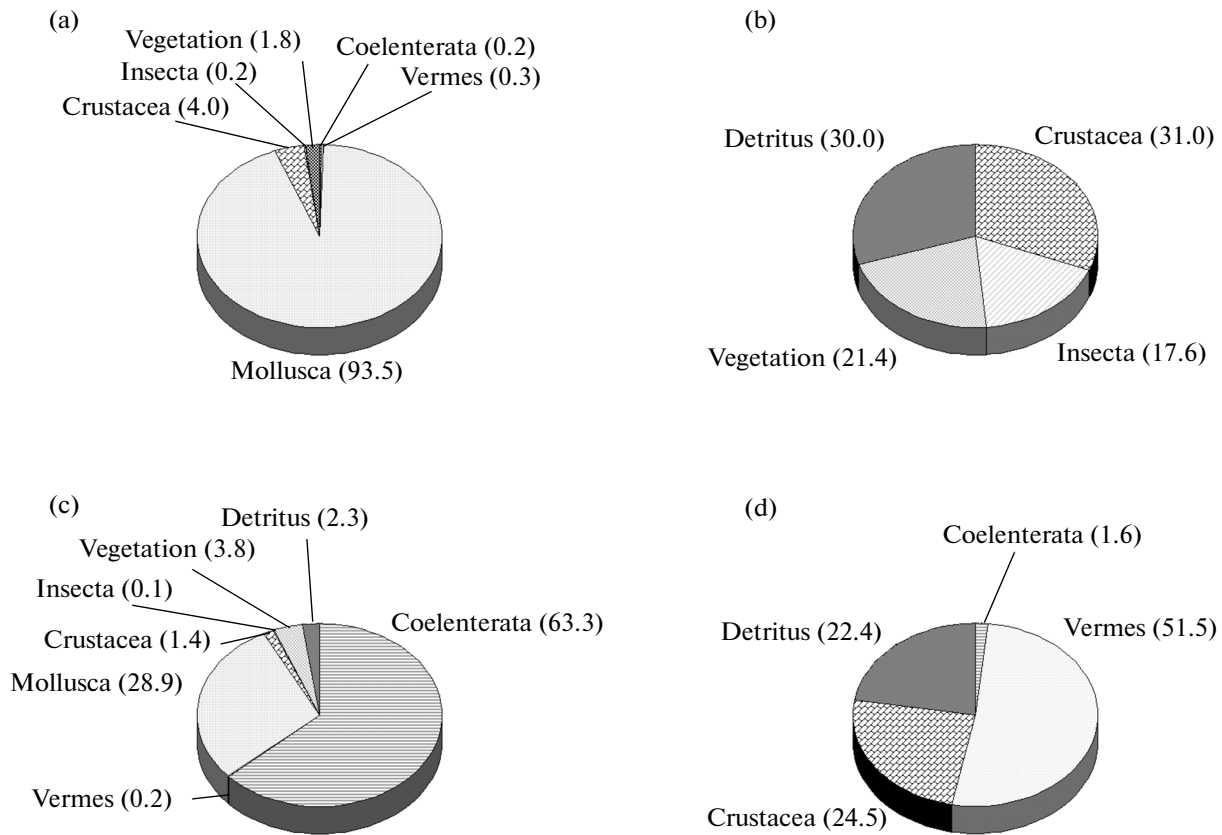 (a)
Vegetation (1.8)
Coelenterata (0.2)
Insecta (0.2)
Vermes (0.3)
Crustacea (4.0)
Mollusca (93.5)
(b)
Detritus (30.0)
Crustacea (31.0)
Vegetation (21.4)
Insecta (17.6)
(c)
Detritus (2.3)
Vegetation (3.8)
Insecta (0.1)
Coelenterata (63.3)
Crustacea (1.4)
Mollusca (28.9)
Vermes (0.2)
(d)
Coelenterata (1.6)
Detritus (22.4)
Vermes (51.5)
Crustacea (24.5)